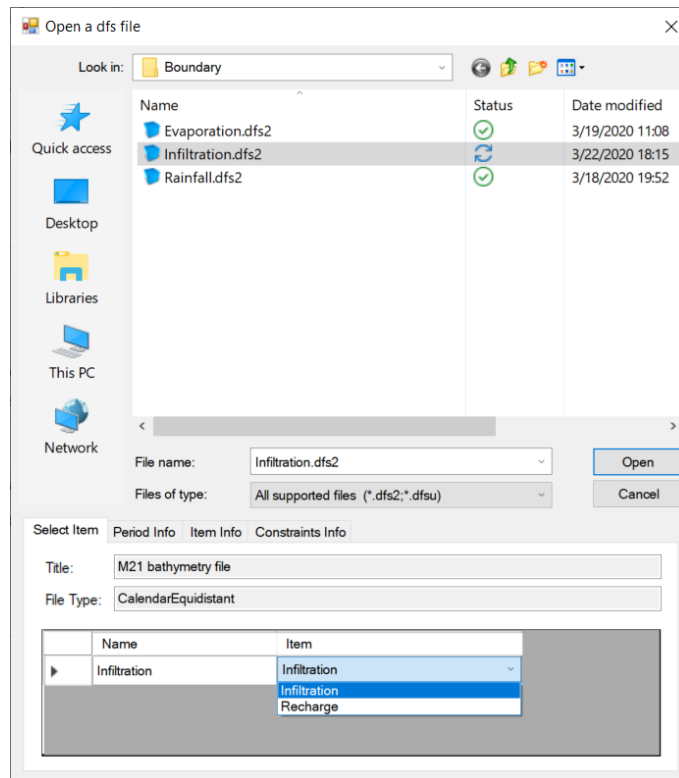 Open a dfs file
Look in: Boundary
Name Status Date modified
Quick access
Evaporation.dfs2 3/19/2020 11:08
Infiltration.dfs2 3/22/2020 18:15
Rainfall.dfs2 3/18/2020 19:52
Desktop
Libraries
This PC
Network
File name: Infiltration.dfs2 Open
Files of type: All supported files (*.dfs2;*.dfsu) Cancel
Select Item Period Info Item Info Constraints Info
Title: M21 bathymetry file
File Type: CalendarEquidistant
Name Item
Infiltration Infiltration
Infiltration
Recharge